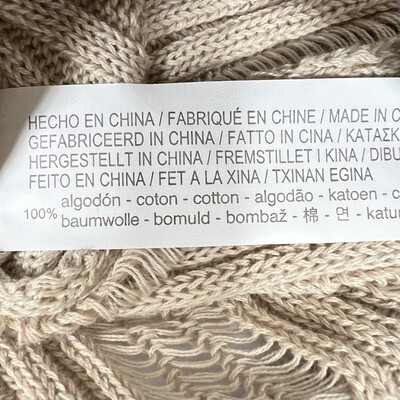 HECHO EN CHINA / FABRIQUÉ EN CHINE / MADE IN C
GEFABRICEERD IN CHINA / FATTO IN CINA / ΚΑΤΑΣΚ
HERGESTELLT IN CHINA / FREMSTILLET I KINA / DIBU
FEITO EN CHINA / FET A LA XINA / TXINAN EGINA
100% algodón - coton - cotton - algodão - katoen - c
baumwolle - bomuld - bombaž - 棉 - 면 - katu